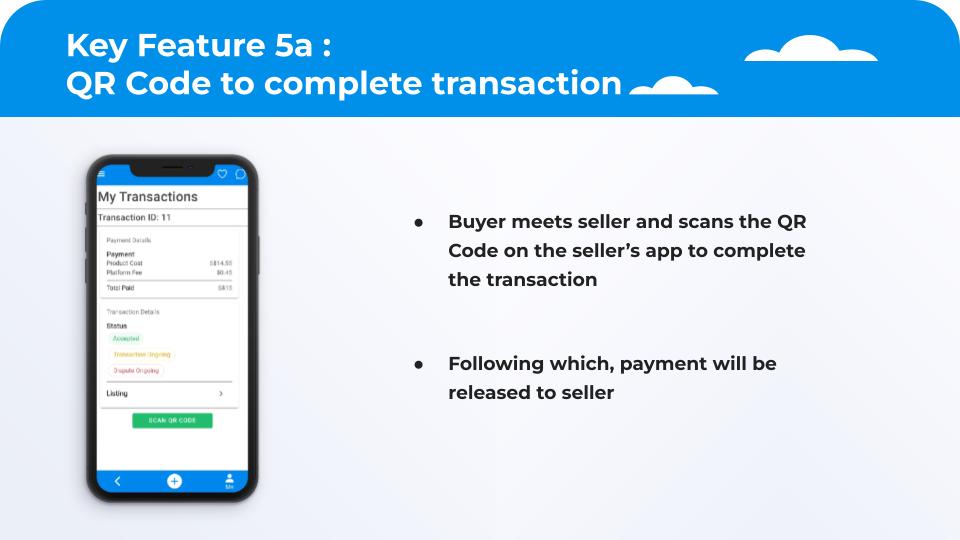 Key Feature 5a :
QR Code to complete transaction
My Transactions
Transaction ID: 11
Payment Details
Payment
Product Cost S$14.55
Platform Fee $0.45
Total Paid S$15
Transaction Details
Status
Accepted
Transaction Ongoing
Dispute Ongoing
Listing
SCAN QR CODE
Me
● Buyer meets seller and scans the QR
Code on the seller’s app to complete
the transaction
● Following which, payment will be
released to seller